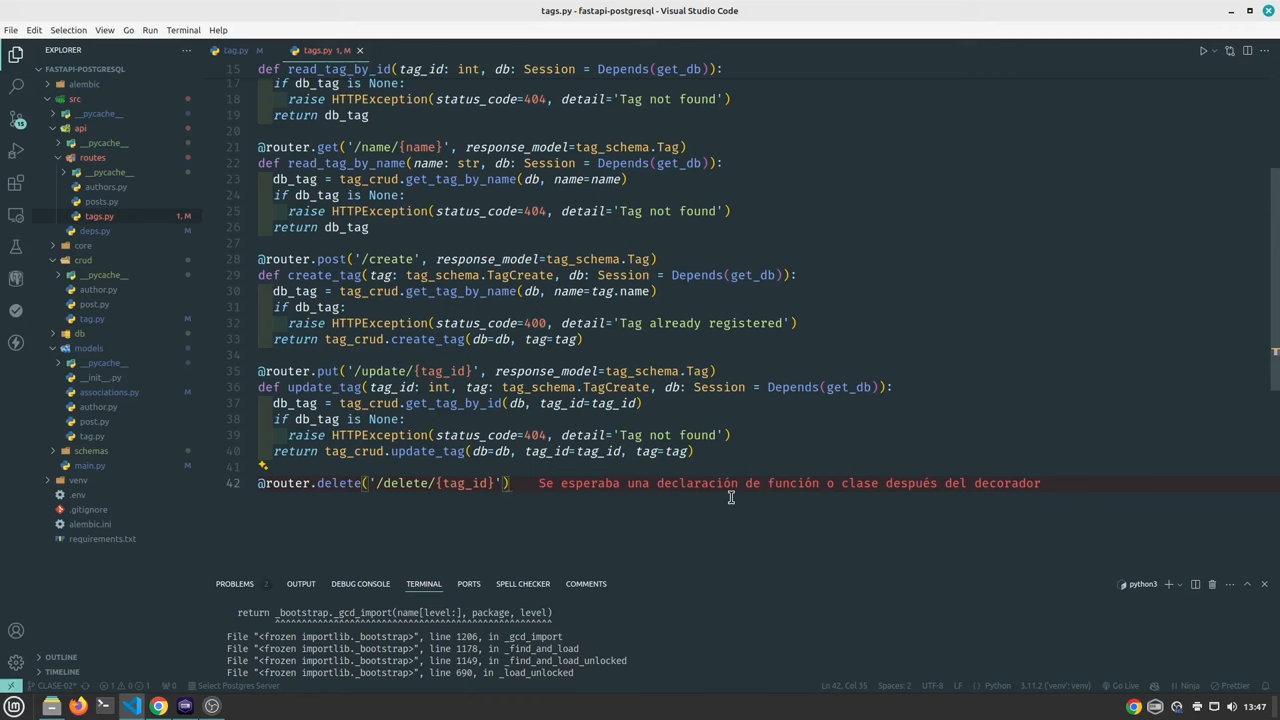 tags.py - fastapi-postgresql - Visual Studio Code
File Edit Selection View Go Run Terminal Help
EXPLORER
FASTAPI-POSTGRESQL
alembic
src
__pycache__
api
__pycache__
routes
__pycache__
authors.py
posts.py
tags.py 1, M
deps.py M
core
crud
__pycache__
author.py
post.py
tag.py M
db
models
__pycache__
__init__.py
associations.py M
author.py
post.py
tag.py
schemas
main.py M
venv
.env
.gitignore
alembic.ini
requirements.txt
OUTLINE
TIMELINE
15
tag.py M
tags.py 1, M
15 def read_tag_by_id(tag_id: int, db: Session = Depends(get_db)):
17 if db_tag is None:
18 raise HTTPException(status_code=404, detail='Tag not found')
19 return db_tag
20
21 @router.get('/name/{name}', response_model=tag_schema.Tag)
22 def read_tag_by_name(name: str, db: Session = Depends(get_db)):
23 db_tag = tag_crud.get_tag_by_name(db, name=name)
24 if db_tag is None:
25 raise HTTPException(status_code=404, detail='Tag not found')
26 return db_tag
27
28 @router.post('/create', response_model=tag_schema.Tag)
29 def create_tag(tag: tag_schema.TagCreate, db: Session = Depends(get_db)):
30 db_tag = tag_crud.get_tag_by_name(db, name=tag.name)
31 if db_tag:
32 raise HTTPException(status_code=400, detail='Tag already registered')
33 return tag_crud.create_tag(db=db, tag=tag)
34
35 @router.put('/update/{tag_id}', response_model=tag_schema.Tag)
36 def update_tag(tag_id: int, tag: tag_schema.TagCreate, db: Session = Depends(get_db)):
37 db_tag = tag_crud.get_tag_by_id(db, tag_id=tag_id)
38 if db_tag is None:
39 raise HTTPException(status_code=404, detail='Tag not found')
40 return tag_crud.update_tag(db=db, tag_id=tag_id, tag=tag)
41
42 @router.delete('/delete/{tag_id}') Se esperaba una declaración de función o clase después del decorador
PROBLEMS 2 OUTPUT DEBUG CONSOLE TERMINAL PORTS SPELL CHECKER COMMENTS
python3
return _bootstrap._gcd_import(name[level:], package, level)
^^^^^^^^^^^^^^^^^^^^^^^^^^^^^^^^^^^^^^^^^^^^^^^^^^^^
File "<frozen importlib._bootstrap>", line 1206, in _gcd_import
File "<frozen importlib._bootstrap>", line 1178, in _find_and_load
File "<frozen importlib._bootstrap>", line 1149, in _find_and_load_unlocked
File "<frozen importlib._bootstrap>", line 690, in _load_unlocked
CLASE-02* 1 0 1 0 Select Postgres Server Ln 42, Col 35 Spaces: 2 UTF-8 LF Python 3.11.2 ('venv': venv) Go Live Ninja Prettier
13:47